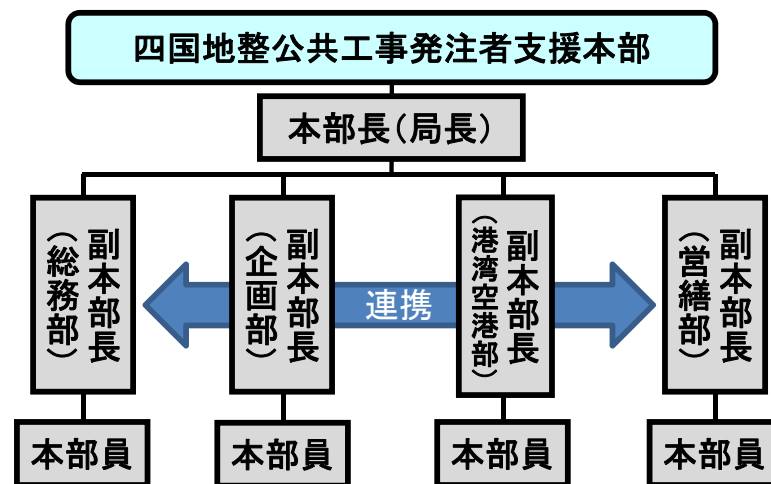 四国地整公共工事発注者支援本部
本部長（局長）
副本部長
（総務部）
副本部長
（企画部）
副本部長
（港湾空港部）
副本部長
（営繕部）
連携
本部員
本部員
本部員
本部員